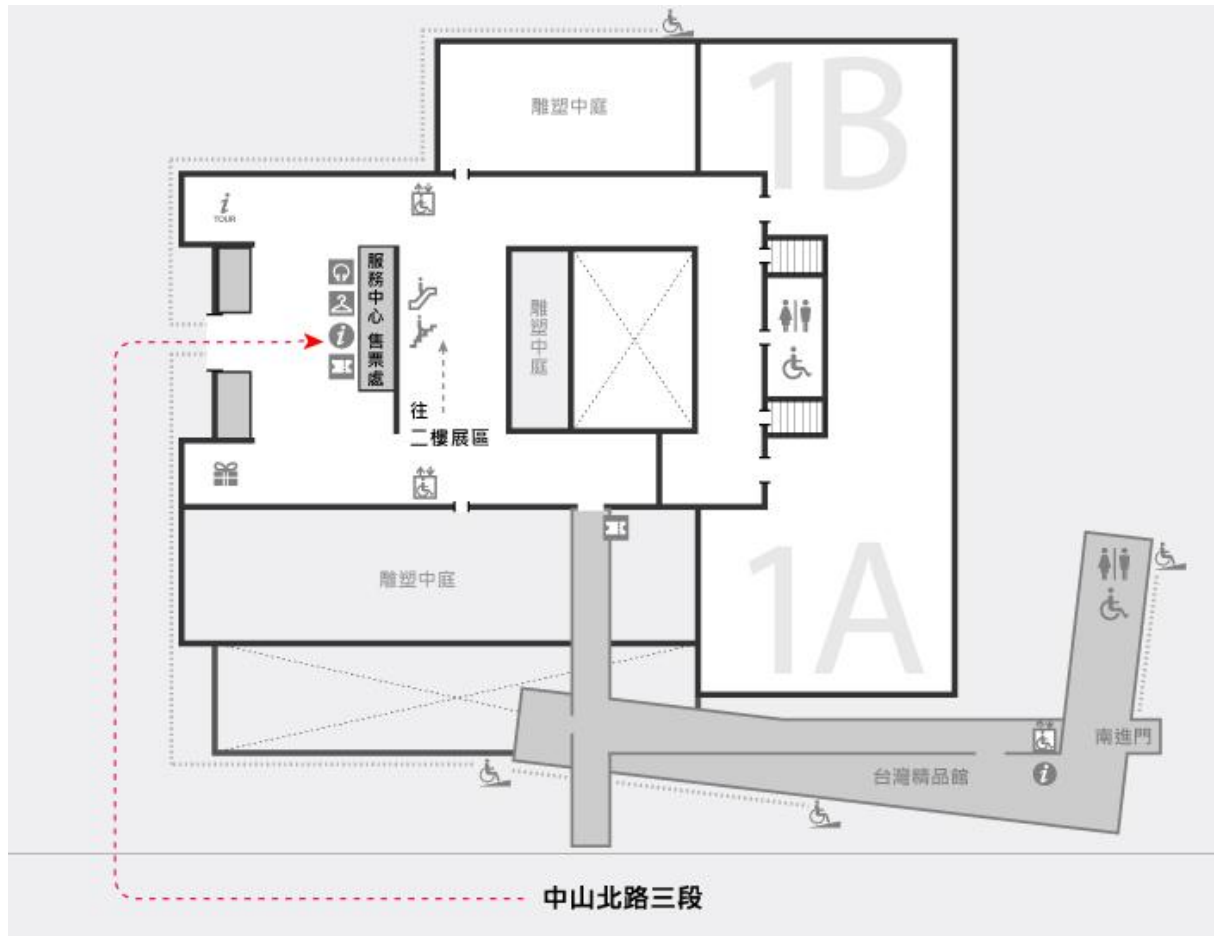 1B
雕塑中庭
i
TOUR
服務中心 售票處
i
雕塑中庭
往
二樓展區
雕塑中庭
1A
南進門
台灣精品館
i
中山北路三段